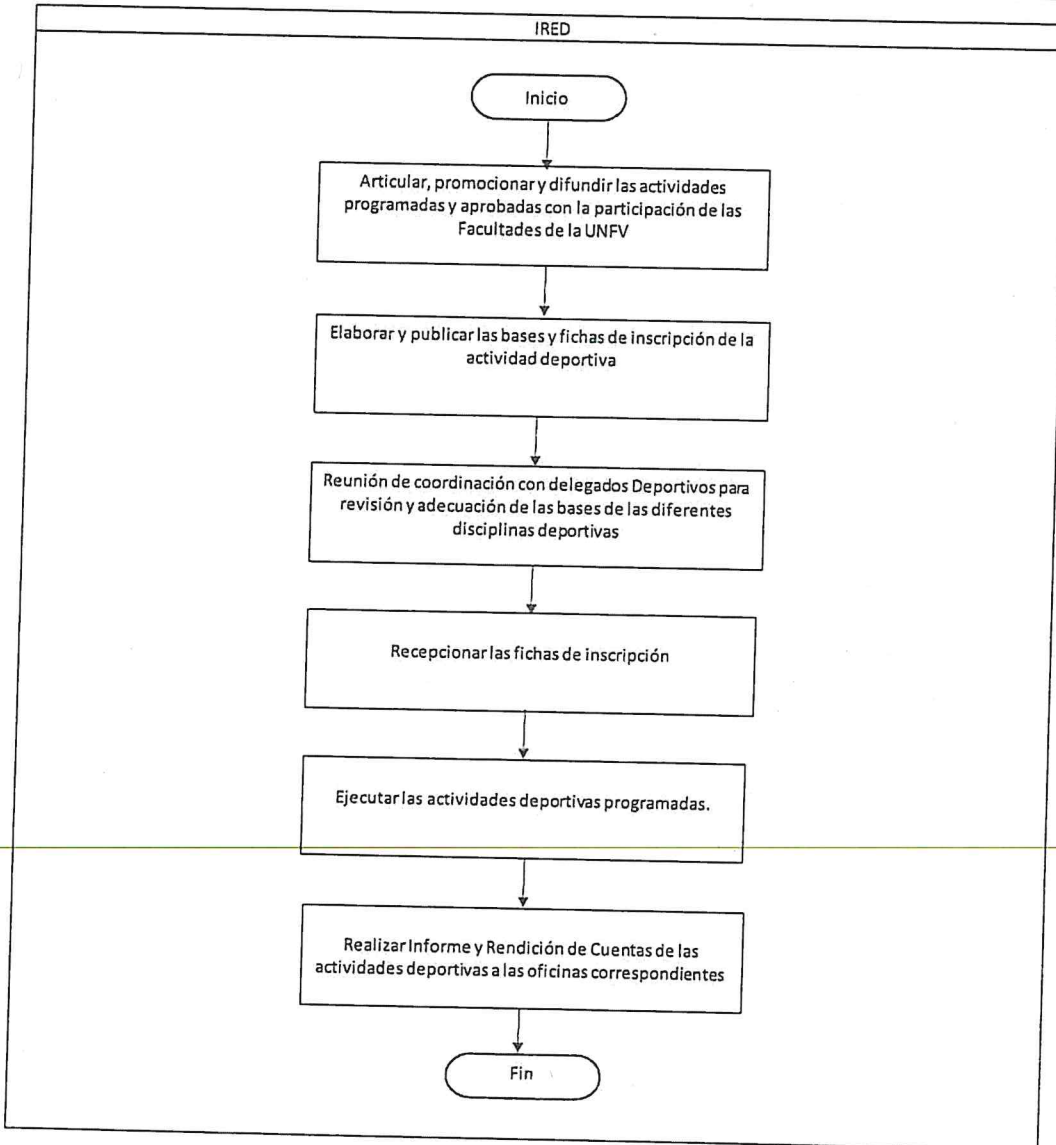 IRED
Inicio
Articular, promocionar y difundir las actividades
programadas y aprobadas con la participación de las
Facultades de la UNFV
Elaborar y publicar las bases y fichas de inscripción de la
actividad deportiva
Reunión de coordinación con delegados Deportivos para
revisión y adecuación de las bases de las diferentes
disciplinas deportivas
Recepcionar las fichas de inscripción
Ejecutar las actividades deportivas programadas.
Realizar Informe y Rendición de Cuentas de las
actividades deportivas a las oficinas correspondientes
Fin